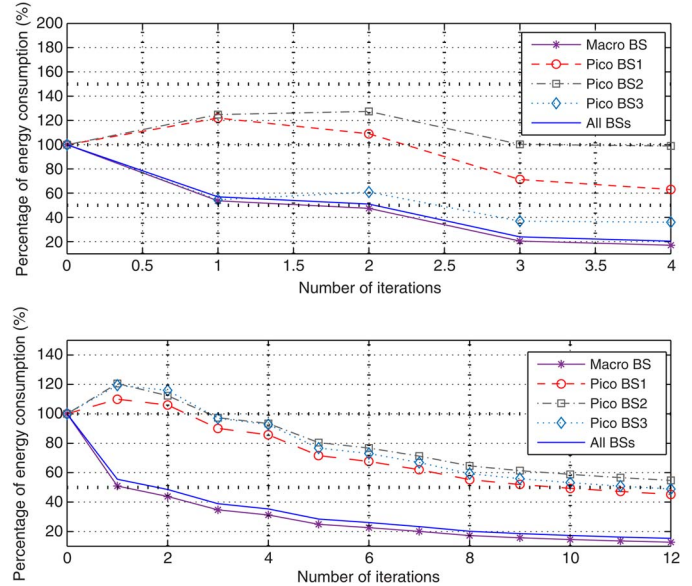 Percentage of energy consumption (%)
200
180
160
140
120
100
80
60
40
20
Macro BS
Pico BS1
Pico BS2
Pico BS3
All BSs
0 0.5 1 1.5 2 2.5 3 3.5 4
Number of iterations
Percentage of energy consumption (%)
140
120
100
80
60
40
20
Macro BS
Pico BS1
Pico BS2
Pico BS3
All BSs
0 2 4 6 8 10 12
Number of iterations